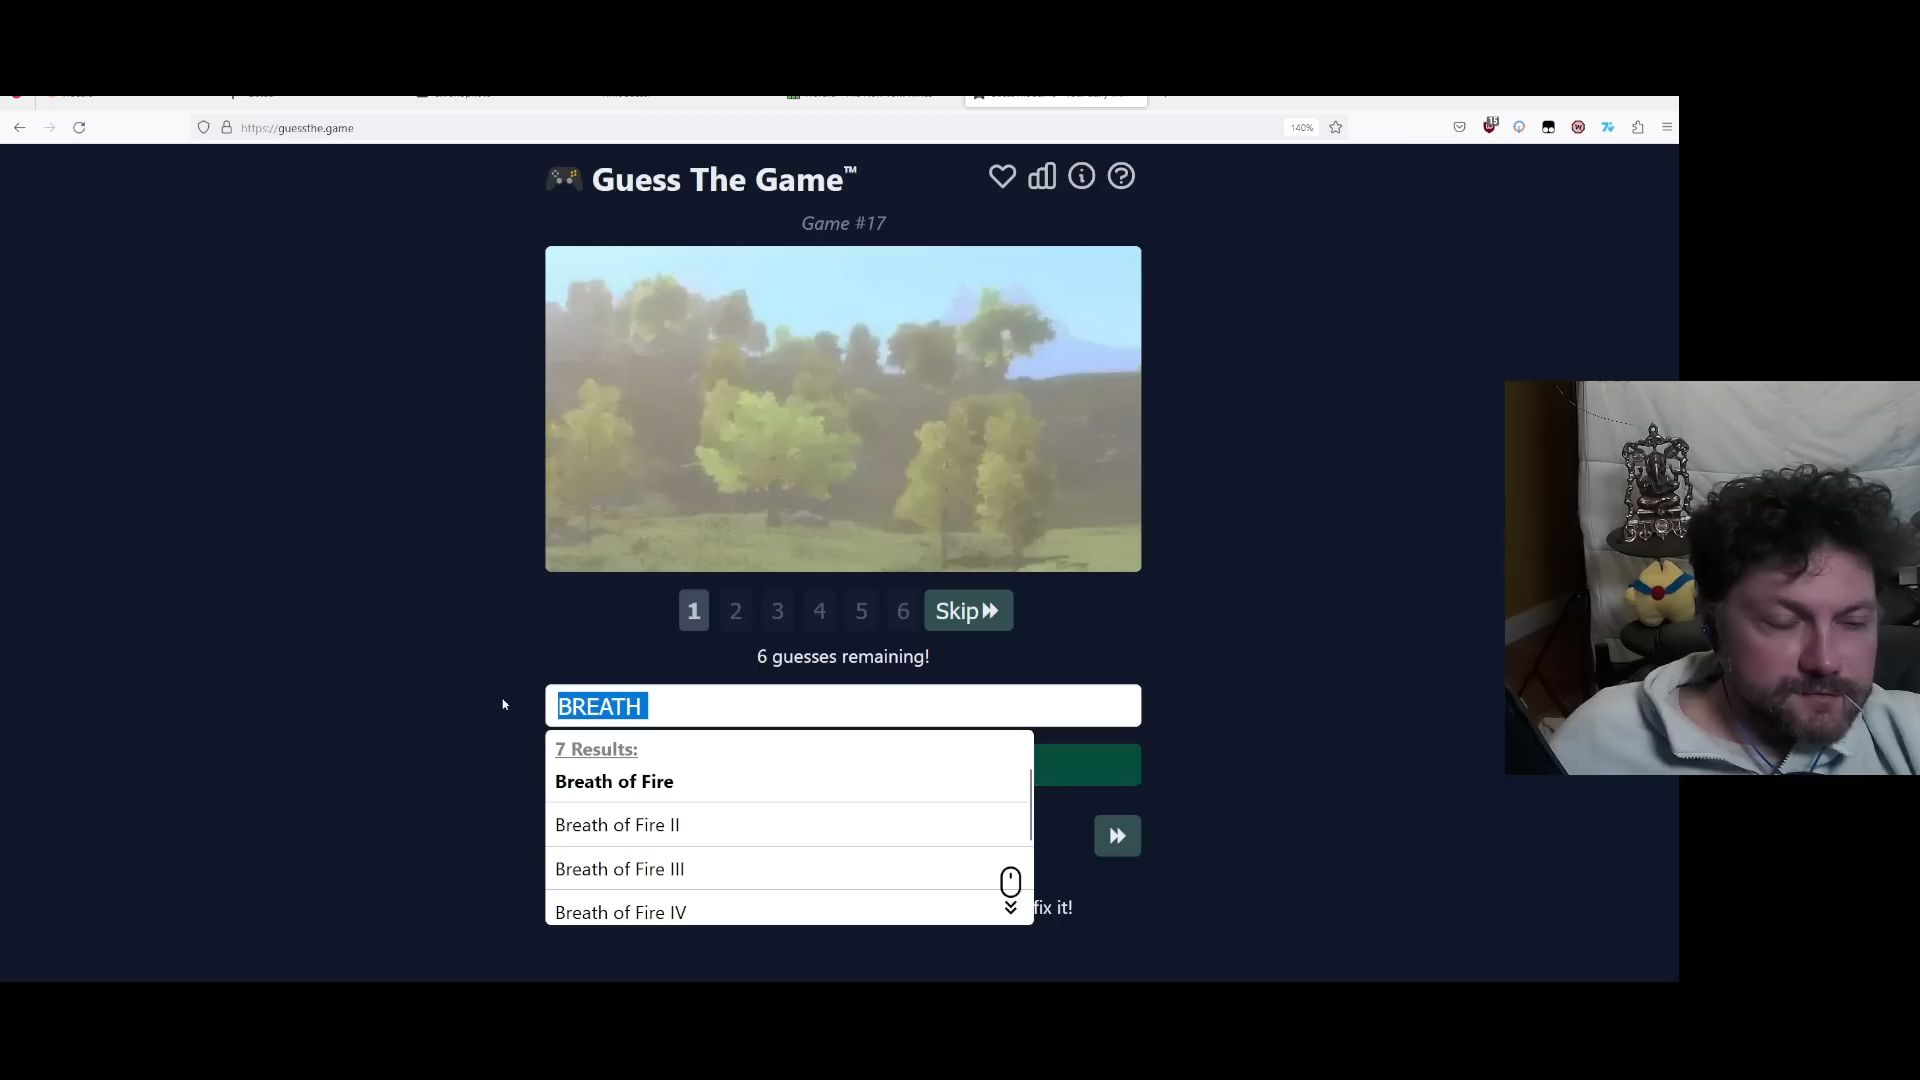 https://guessthe.game
140%
15
Guess The Game™
Game #17
1 2 3 4 5 6 Skip
6 guesses remaining!
BREATH
7 Results:
Breath of Fire
Breath of Fire II
Breath of Fire III
Breath of Fire IV
fix it!